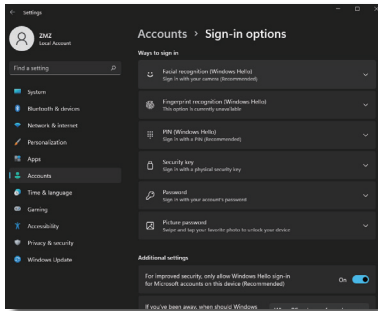 Settings
ZMZ
Local Account
Find a setting
System
Bluetooth & devices
Network & internet
Personalization
Apps
Accounts
Time & language
Gaming
Accessibility
Privacy & security
Windows Update
Accounts > Sign-in options
Ways to sign in
Facial recognition (Windows Hello)
Sign in with your camera (Recommended)
Fingerprint recognition (Windows Hello)
This option is currently unavailable
PIN (Windows Hello)
Sign in with a PIN (Recommended)
Security key
Sign in with a physical security key
Password
Sign in with your account's password
Picture password
Swipe and tap your favorite photo to unlock your device
Additional settings
For improved security, only allow Windows Hello sign-in
for Microsoft accounts on this device (Recommended)
On
If you've been away, when should Windows